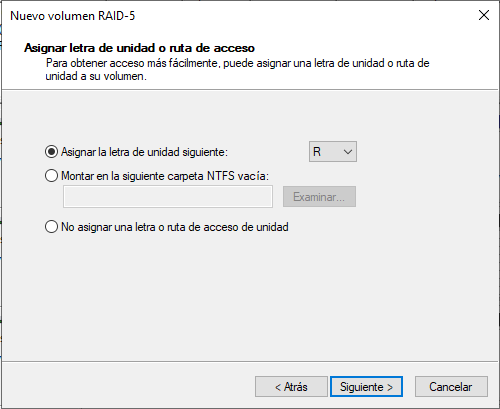 Nuevo volumen RAID-5
Asignar letra de unidad o ruta de acceso
Para obtener acceso más fácilmente, puede asignar una letra de unidad o ruta de
unidad a su volumen.
Asignar la letra de unidad siguiente: R
Montar en la siguiente carpeta NTFS vacía:
Examinar...
No asignar una letra o ruta de acceso de unidad
< Atrás Siguiente > Cancelar